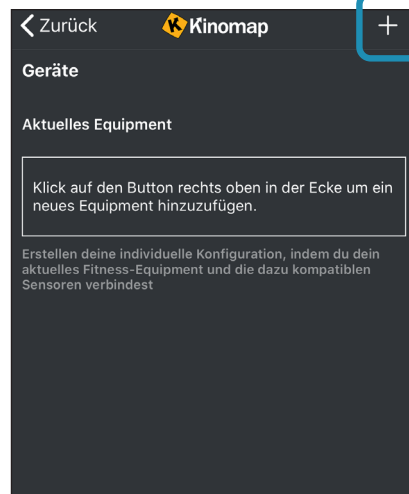 Zurück
Kinomap
Geräte
Aktuelles Equipment
Klick auf den Button rechts oben in der Ecke um ein
neues Equipment hinzuzufügen.
Erstellen deine individuelle Konfiguration, indem du dein
aktuelles Fitness-Equipment und die dazu kompatiblen
Sensoren verbindest